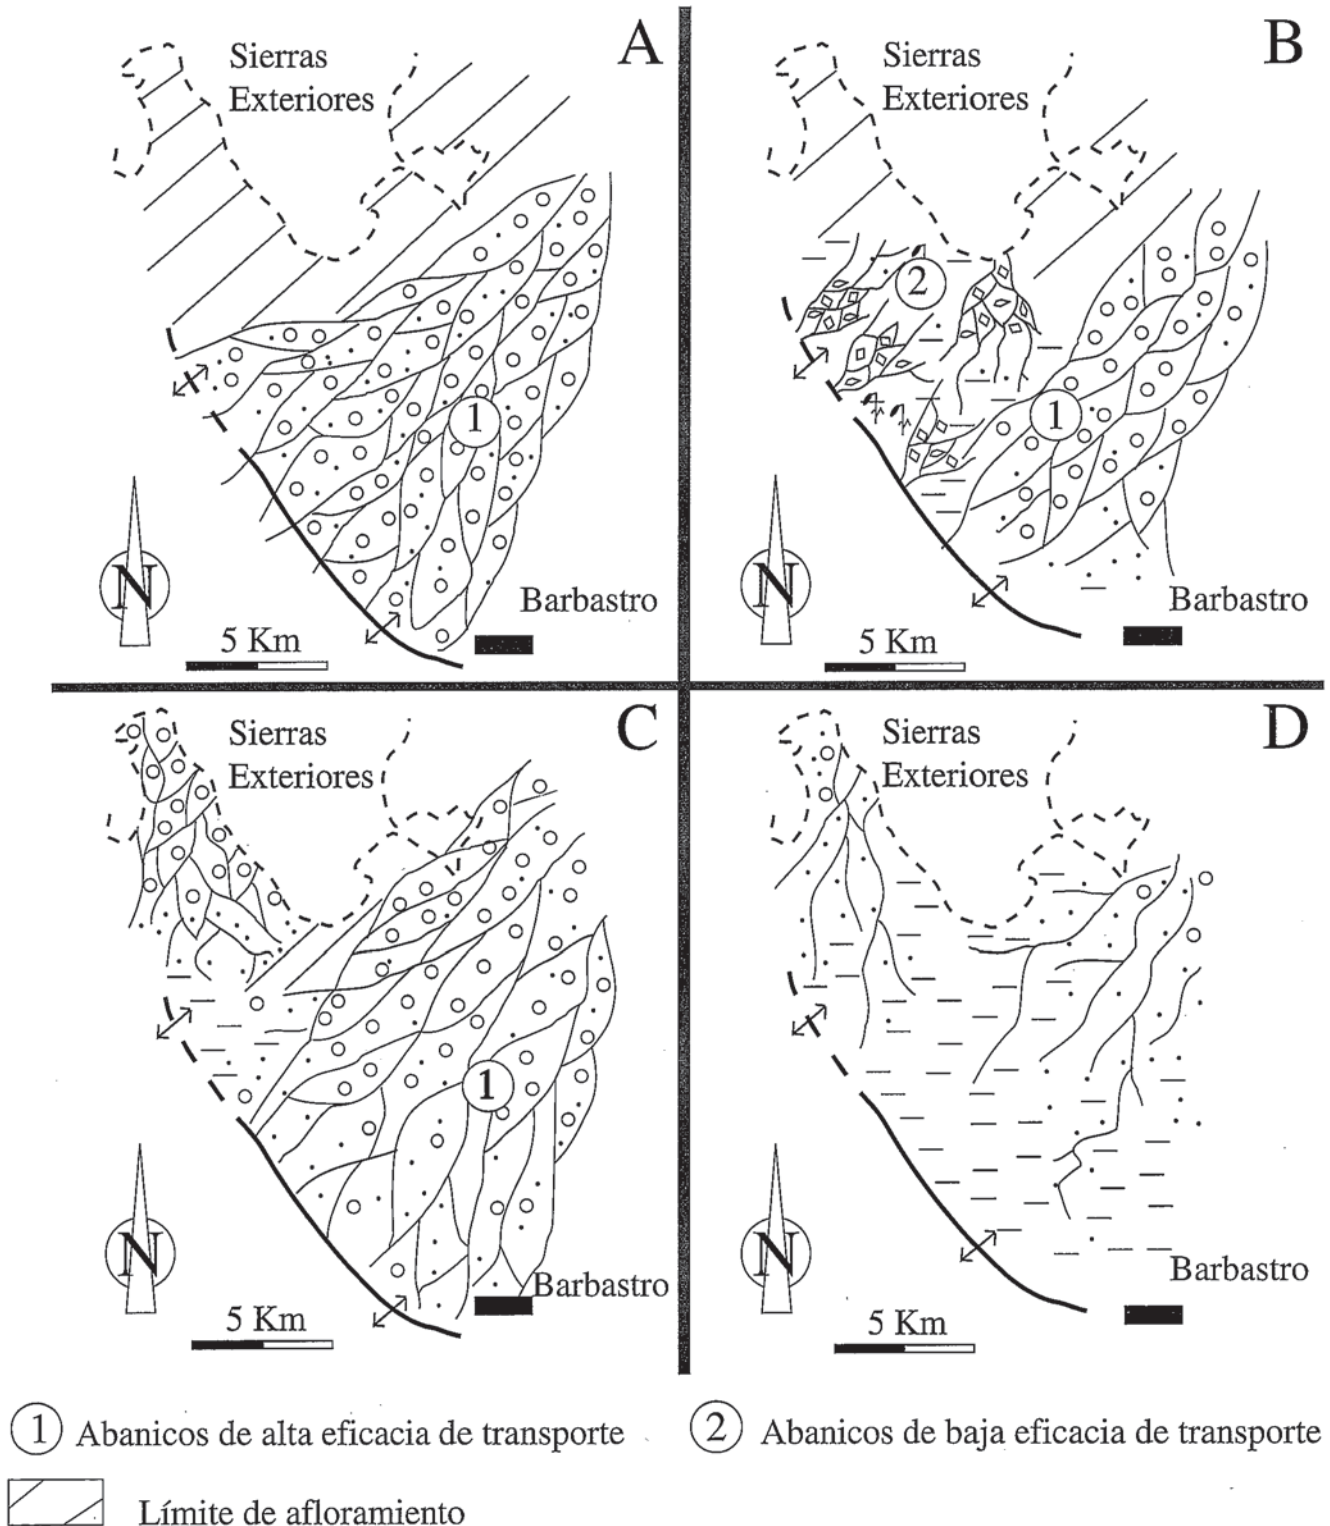 A
Sierras
Exteriores
1
N
5 Km
Barbastro
B
Sierras
Exteriores
2
1
N
5 Km
Barbastro
C
Sierras
Exteriores
1
N
5 Km
Barbastro
D
Sierras
Exteriores
N
5 Km
Barbastro
1 Abanicos de alta eficacia de transporte
2 Abanicos de baja eficacia de transporte
Límite de afloramiento